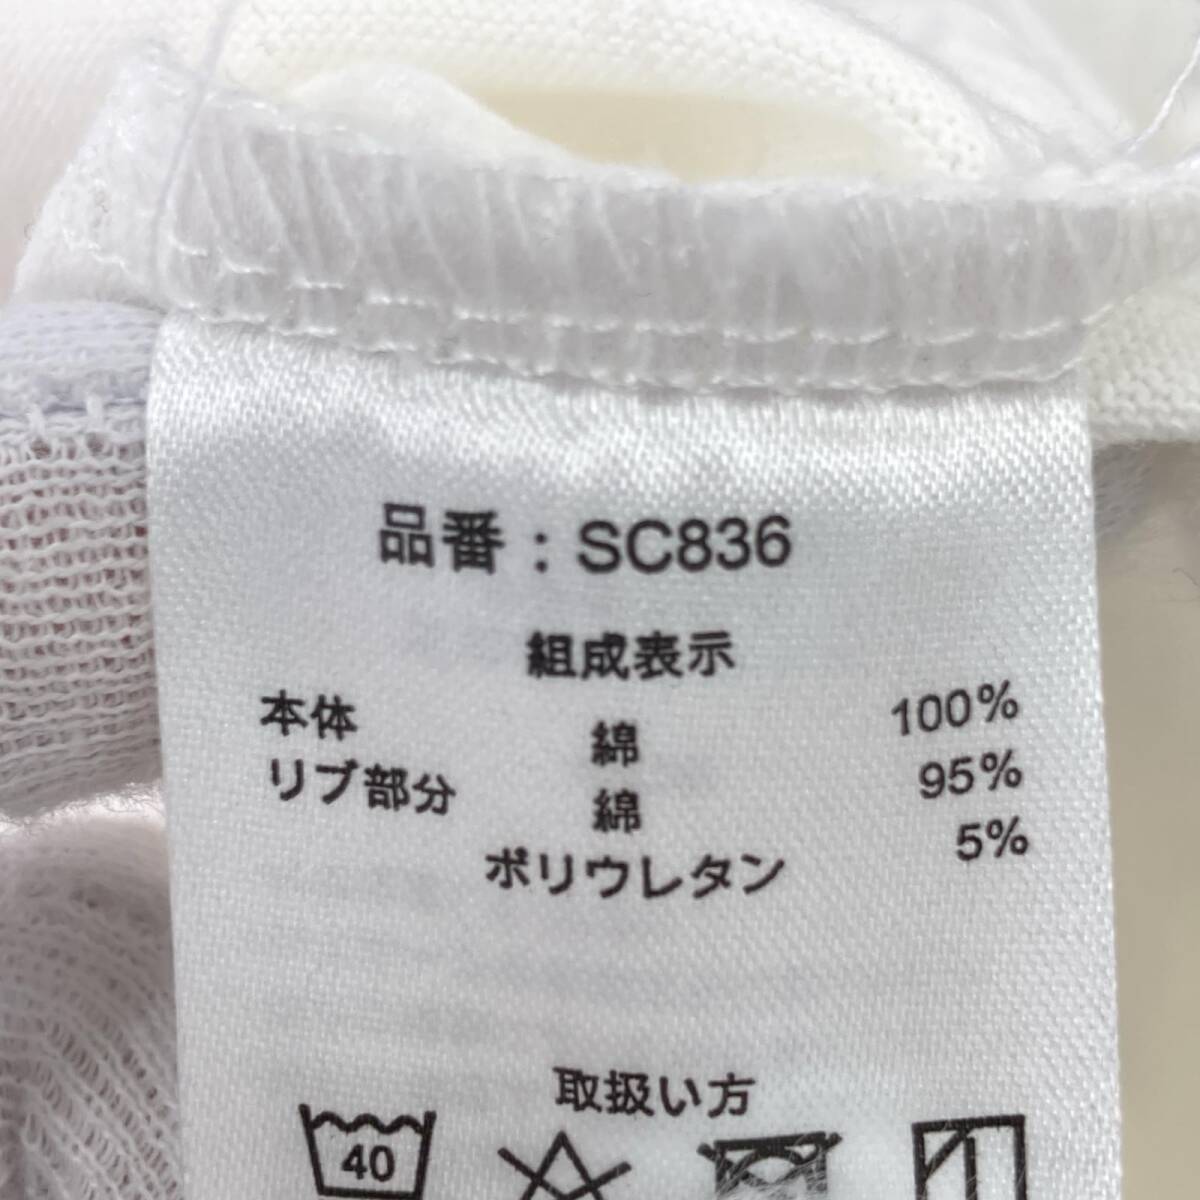 品番：SC836
組成表示
本体 綿 100%
リブ部分 綿 95%
ポリウレタン 5%
取扱い方
40